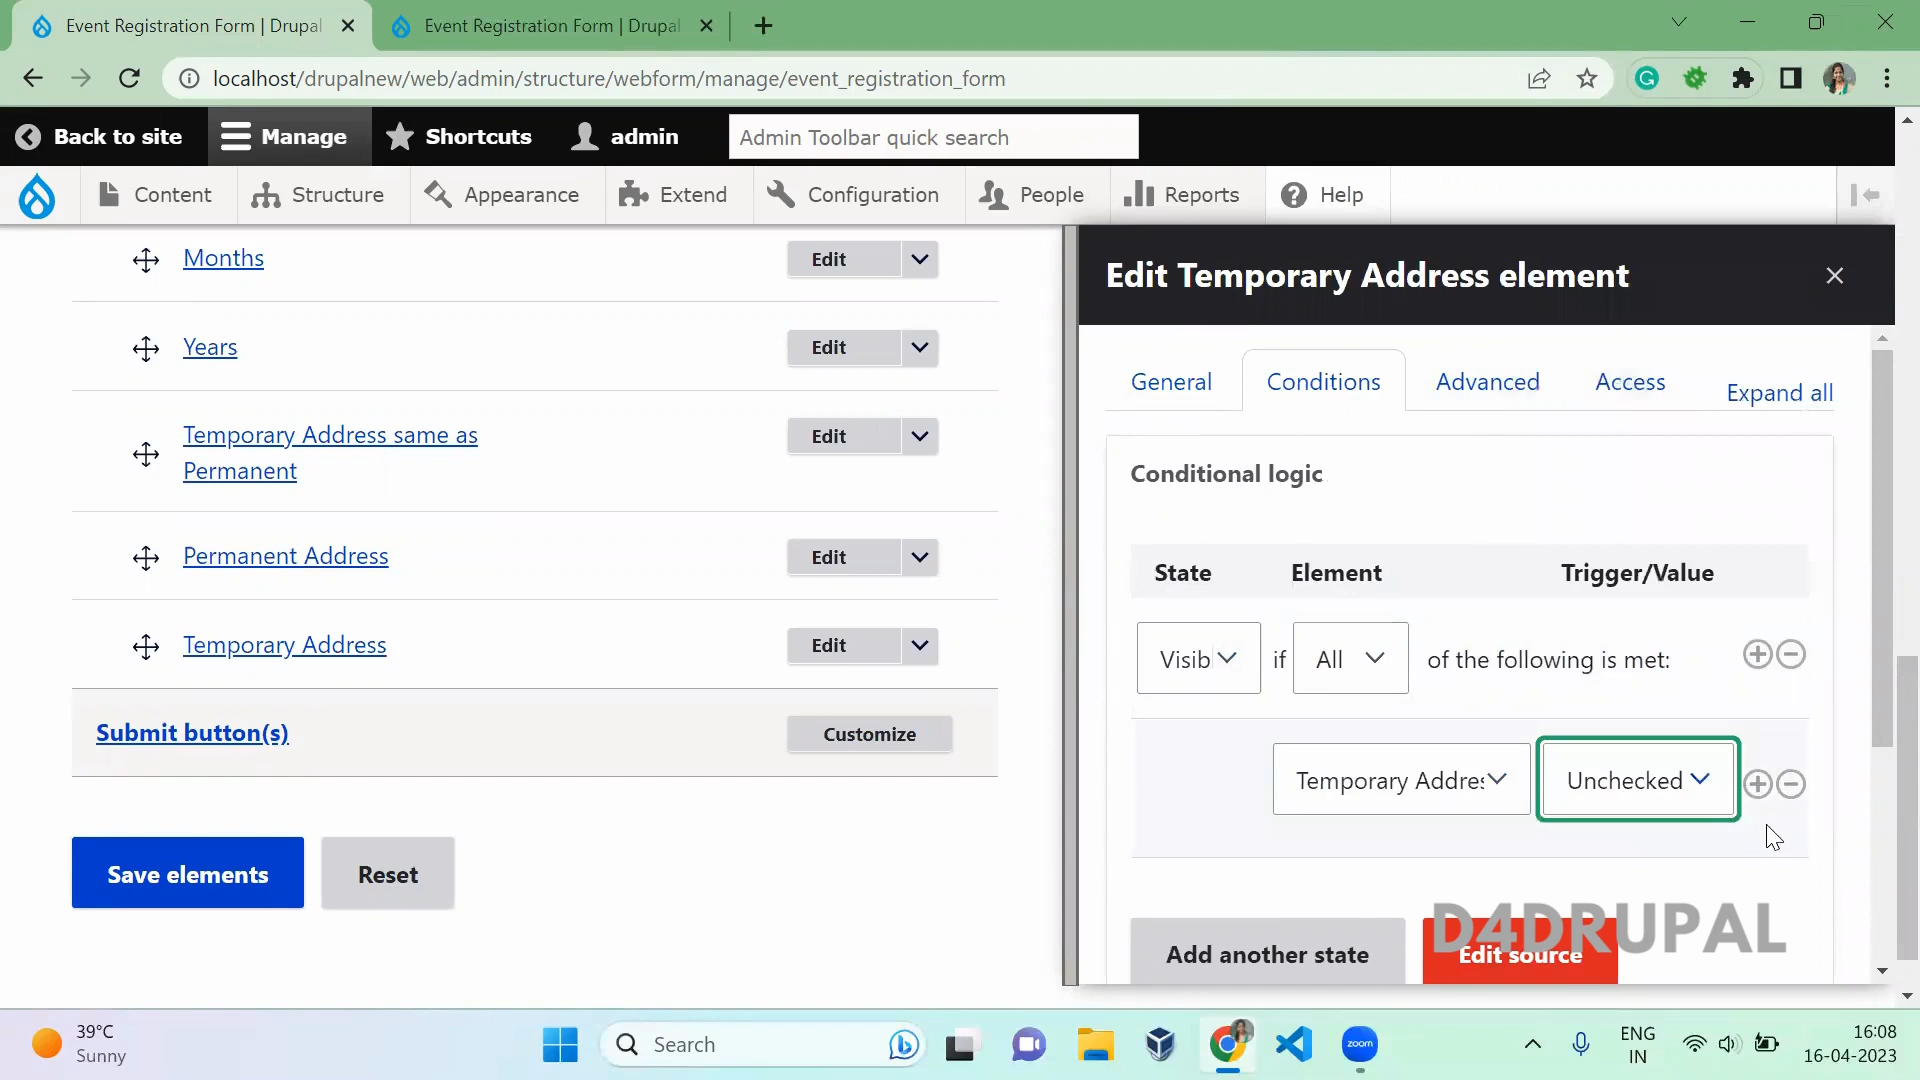 Event Registration Form | Drupal
Event Registration Form | Drupal
localhost/drupalnew/web/admin/structure/webform/manage/event_registration_form
Back to site
Manage
Shortcuts
admin
Admin Toolbar quick search
Content
Structure
Appearance
Extend
Configuration
People
Reports
Help
Months
Edit
Years
Edit
Temporary Address same as
Permanent
Edit
Permanent Address
Edit
Temporary Address
Edit
Submit button(s)
Customize
Save elements
Reset
Edit Temporary Address element
General
Conditions
Advanced
Access
Expand all
Conditional logic
State
Element
Trigger/Value
Visib
if
All
of the following is met:
Temporary Addres
Unchecked
Add another state
Edit source
D4DRUPAL
39°C
Sunny
Search
zoom
ENG
IN
16:08
16-04-2023